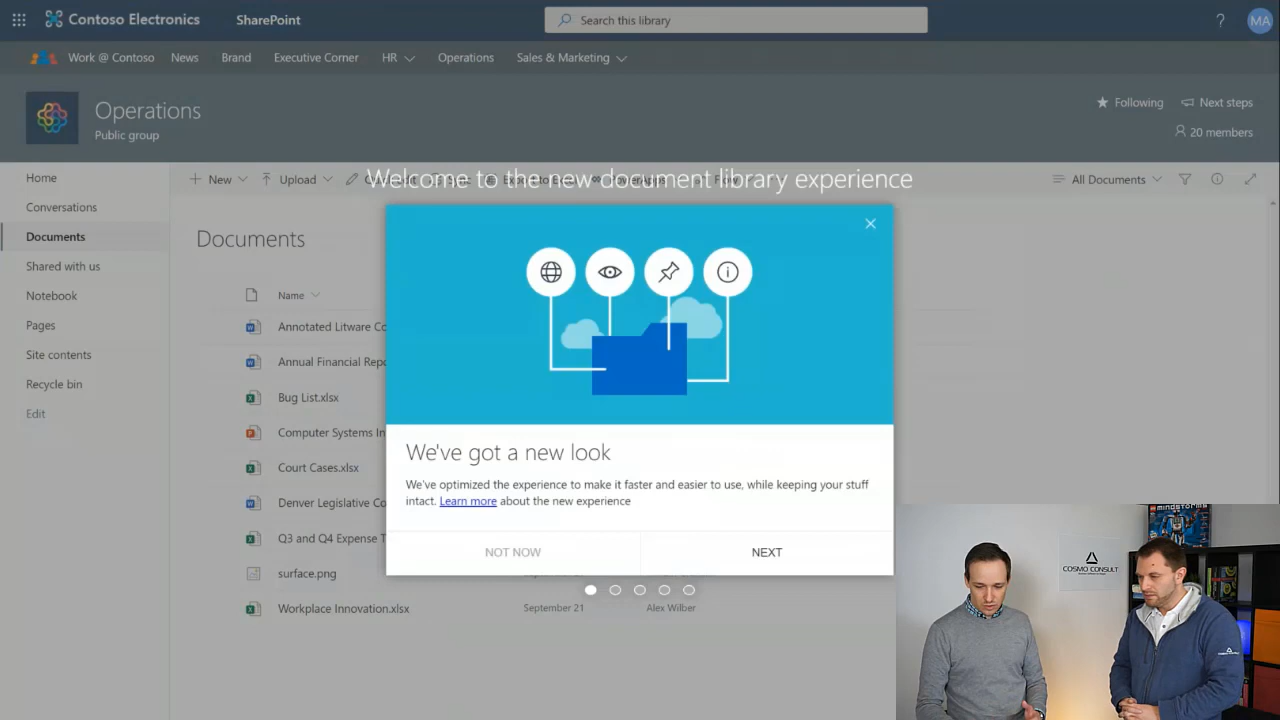 Contoso Electronics
SharePoint
Search this library
?
MA
Work @ Contoso
News
Brand
Executive Corner
HR
Operations
Sales & Marketing
Operations
Public group
Following
Next steps
20 members
Home
Conversations
Documents
Shared with us
Notebook
Pages
Site contents
Recycle bin
Edit
New
Upload
All Documents
Welcome to the new document library experience
Documents
Name
Annotated Litware Co
Annual Financial Repo
Bug List.xlsx
Computer Systems In
Court Cases.xlsx
Denver Legislative Co
Q3 and Q4 Expense T
surface.png
Workplace Innovation.xlsx
September 21
Alex Wilber
We've got a new look
We've optimized the experience to make it faster and easier to use, while keeping your stuff
intact. Learn more about the new experience
NOT NOW
NEXT
MINDSTORMS
COSMO CONSULT